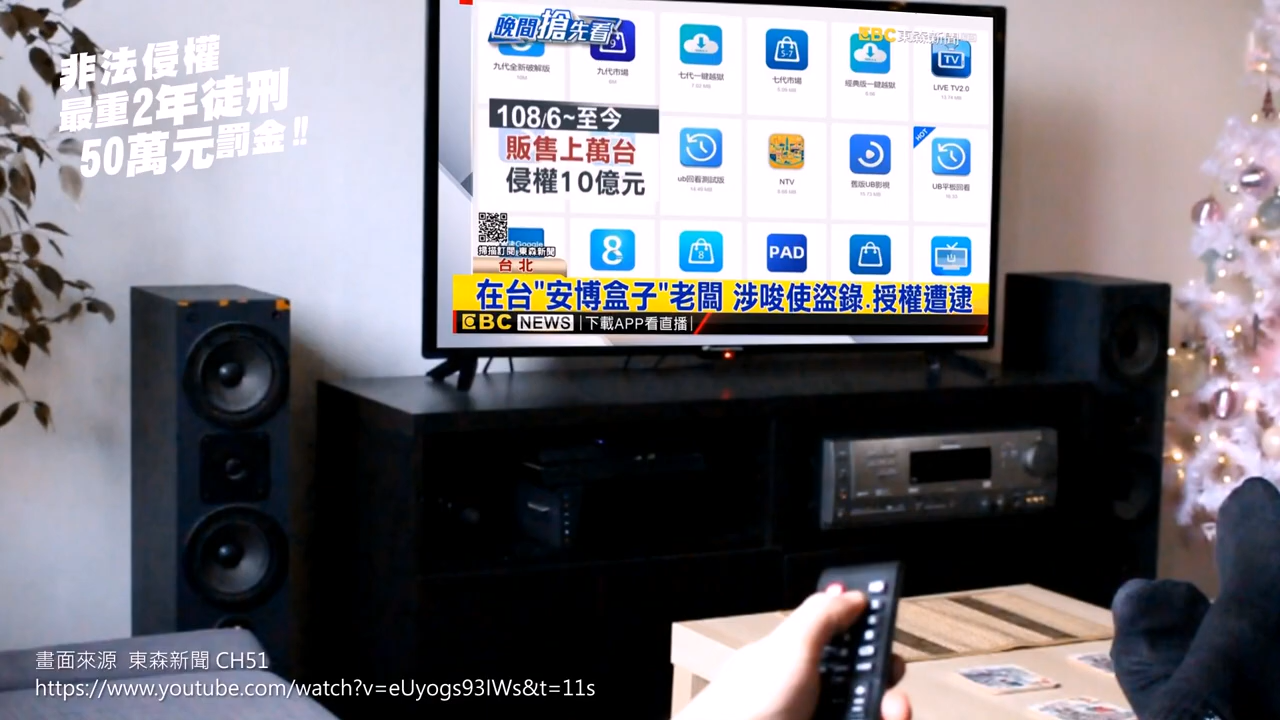 非法侵權
最重2年徒刑
50萬元罰金!!
晚間搶先看
EBC東森新聞
九代全新破解版
九代市場
七代一鍵越獄
七代市場
經典版一鍵越獄
LIVE TV2.0
108/6~至今
販售上萬台
侵權10億元
ub回看測試版
NTV
舊版UB影視
UB平板回看
HOT
掃描訂閱 東森新聞
台北
8
PAD
在台"安博盒子"老闆 涉唆使盜錄.授權遭逮
EBC NEWS 下載APP看直播
畫面來源 東森新聞 CH51
https://www.youtube.com/watch?v=eUyogs93lWs&t=11s